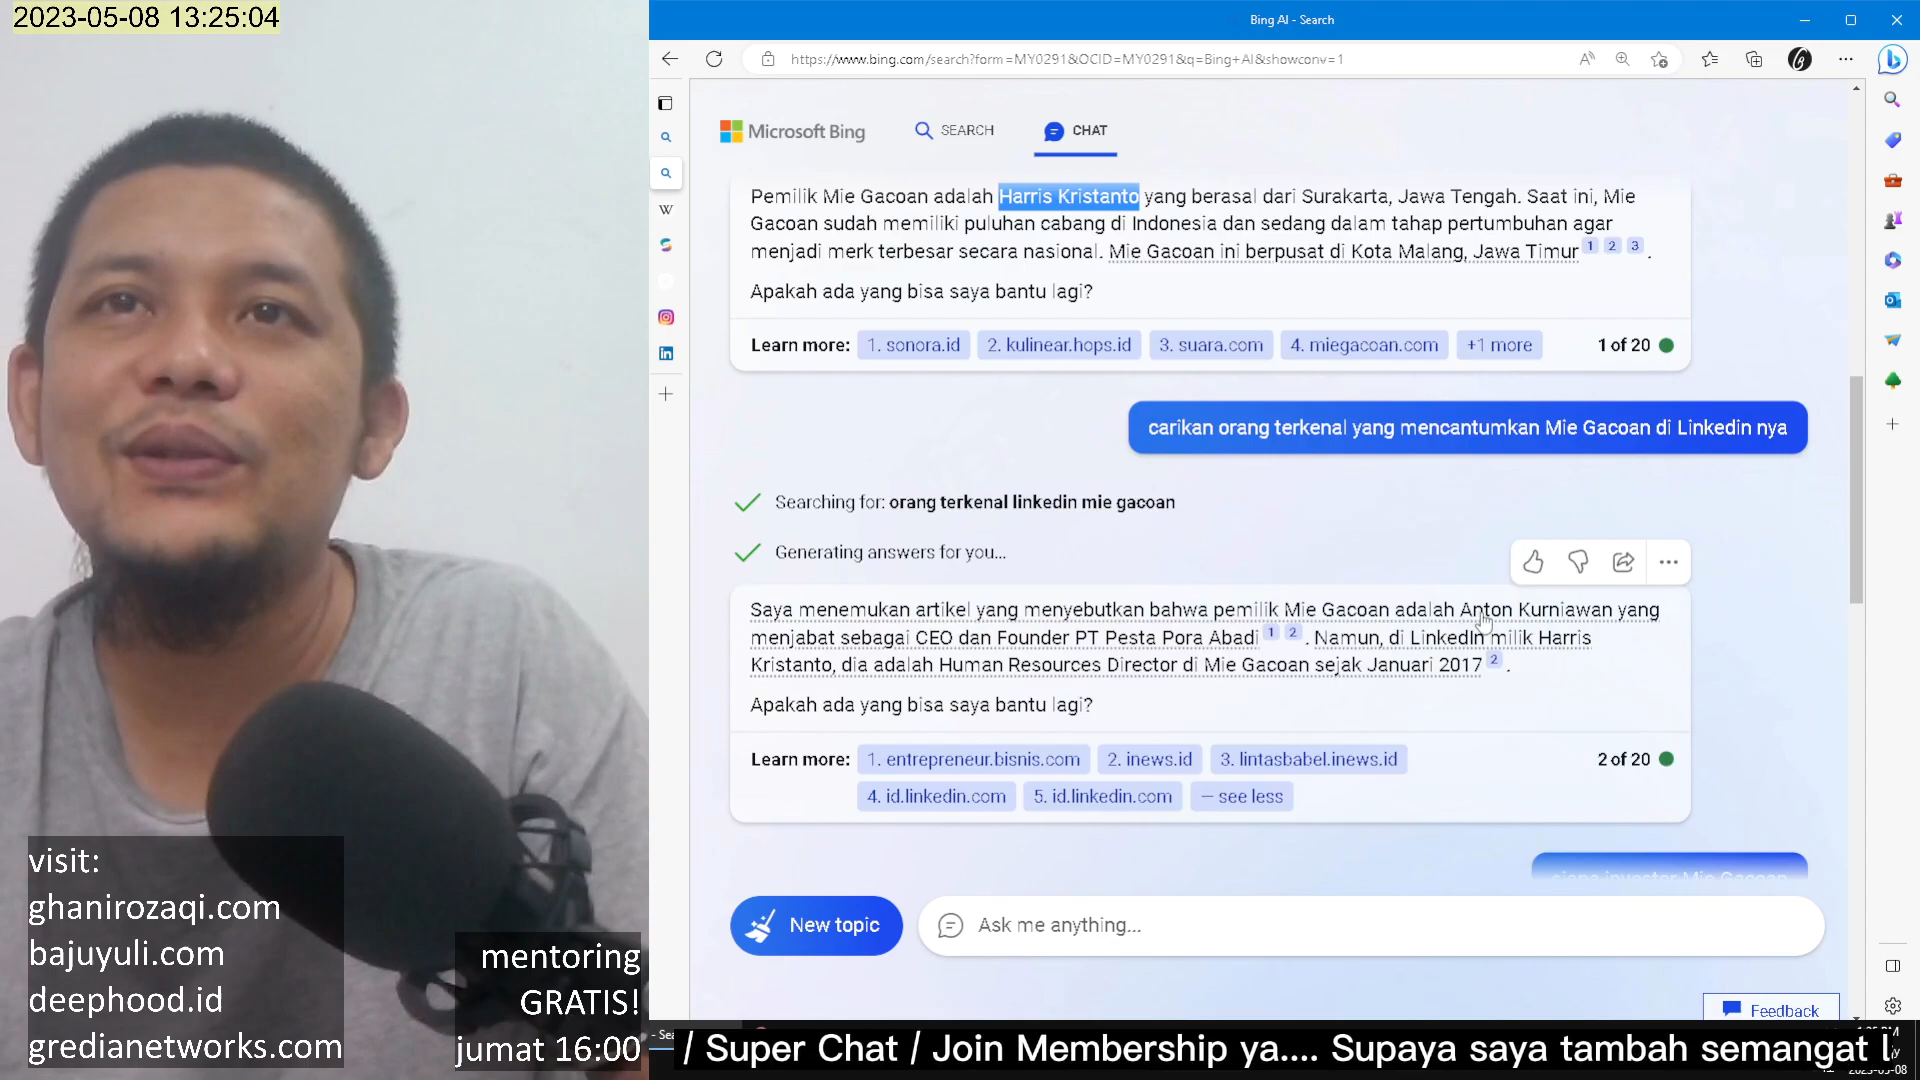 2023-05-08 13:25:04
Bing AI - Search
https://www.bing.com/search?form=MY0291&OCID=MY0291&q=Bing+AI&showconv=1
Microsoft Bing
SEARCH
CHAT
Pemilik Mie Gacoan adalah Harris Kristanto yang berasal dari Surakarta, Jawa Tengah. Saat ini, Mie
Gacoan sudah memiliki puluhan cabang di Indonesia dan sedang dalam tahap pertumbuhan agar
menjadi merk terbesar secara nasional. Mie Gacoan ini berpusat di Kota Malang, Jawa Timur 1 2 3 .
Apakah ada yang bisa saya bantu lagi?
Learn more: 1. sonora.id 2. kulinear.hops.id 3. suara.com 4. miegacoan.com +1 more 1 of 20
carikan orang terkenal yang mencantumkan Mie Gacoan di Linkedin nya
Searching for: orang terkenal linkedin mie gacoan
Generating answers for you...
Saya menemukan artikel yang menyebutkan bahwa pemilik Mie Gacoan adalah Anton Kurniawan yang
menjabat sebagai CEO dan Founder PT Pesta Pora Abadi 1 2 . Namun, di LinkedIn milik Harris
Kristanto, dia adalah Human Resources Director di Mie Gacoan sejak Januari 2017 2 .
Apakah ada yang bisa saya bantu lagi?
Learn more: 1. entrepreneur.bisnis.com 2. inews.id 3. lintasbabel.inews.id 2 of 20
4. id.linkedin.com 5. id.linkedin.com — see less
siapa investor Mie Gacoan
New topic
Ask me anything...
Feedback
visit:
ghanirozaqi.com
bajuyuli.com
deephood.id
gredianetworks.com
mentoring
GRATIS!
jumat 16:00
/ Super Chat / Join Membership ya.... Supaya saya tambah semangat l